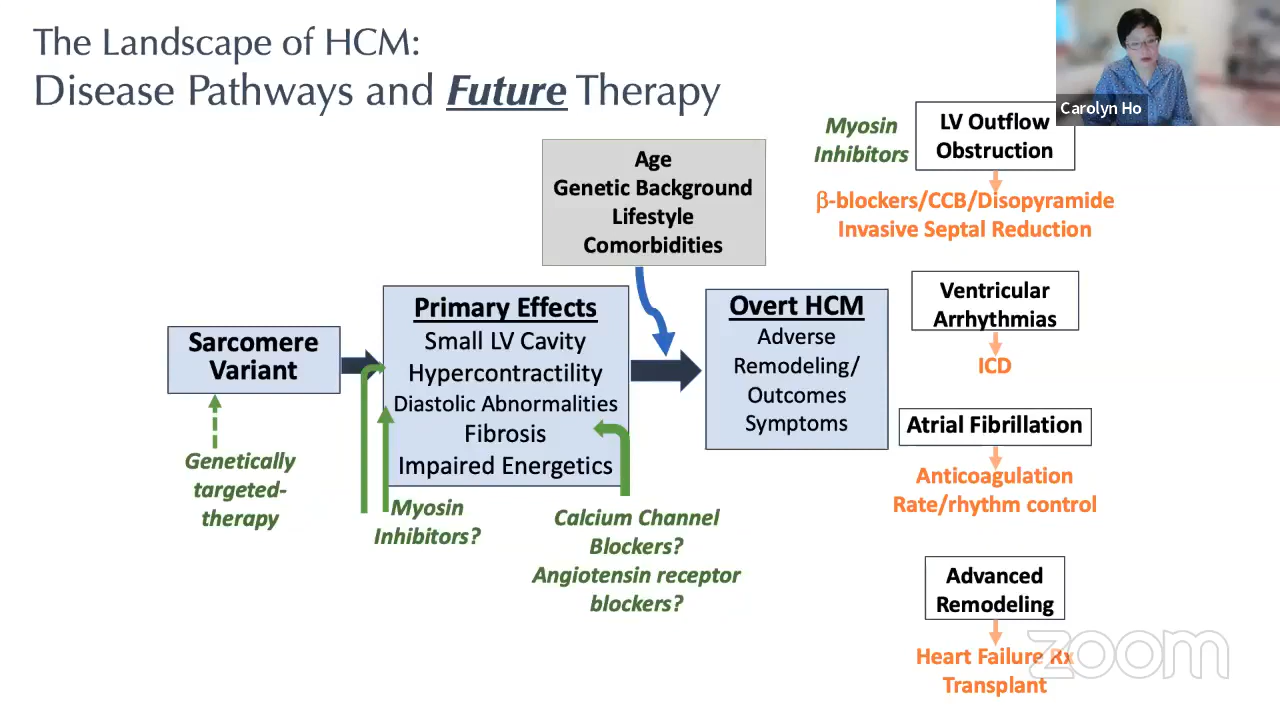 The Landscape of HCM:
Disease Pathways and Future Therapy
Carolyn Ho
Age
Genetic Background
Lifestyle
Comorbidities
Myosin
Inhibitors
LV Outflow
Obstruction
β-blockers/CCB/Disopyramide
Invasive Septal Reduction
Sarcomere
Variant
Primary Effects
Small LV Cavity
Hypercontractility
Diastolic Abnormalities
Fibrosis
Impaired Energetics
Overt HCM
Adverse
Remodeling/
Outcomes
Symptoms
Ventricular
Arrhythmias
ICD
Atrial Fibrillation
Anticoagulation
Rate/rhythm control
Genetically
targeted-
therapy
Myosin
Inhibitors?
Calcium Channel
Blockers?
Angiotensin receptor
blockers?
Advanced
Remodeling
Heart Failure Rx
Transplant
zoom